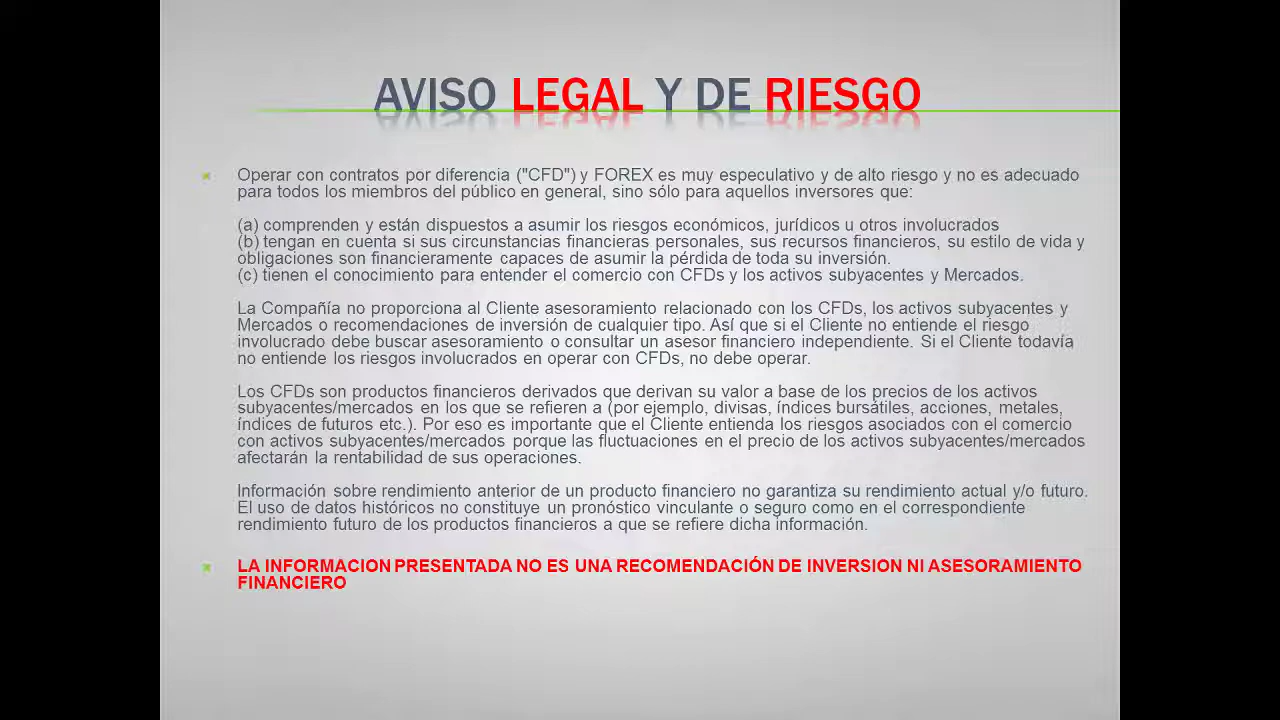 AVISO LEGAL Y DE RIESGO
Operar con contratos por diferencia ("CFD") y FOREX es muy especulativo y de alto riesgo y no es adecuado
para todos los miembros del público en general, sino sólo para aquellos inversores que:
(a) comprenden y están dispuestos a asumir los riesgos económicos, jurídicos u otros involucrados
(b) tengan en cuenta si sus circunstancias financieras personales, sus recursos financieros, su estilo de vida y
obligaciones son financieramente capaces de asumir la pérdida de toda su inversión.
(c) tienen el conocimiento para entender el comercio con CFDs y los activos subyacentes y Mercados.
La Compañía no proporciona al Cliente asesoramiento relacionado con los CFDs, los activos subyacentes y
Mercados o recomendaciones de inversión de cualquier tipo. Así que si el Cliente no entiende el riesgo
involucrado debe buscar asesoramiento o consultar un asesor financiero independiente. Si el Cliente todavía
no entiende los riesgos involucrados en operar con CFDs, no debe operar.
Los CFDs son productos financieros derivados que derivan su valor a base de los precios de los activos
subyacentes/mercados en los que se refieren a (por ejemplo, divisas, índices bursátiles, acciones, metales,
índices de futuros etc.). Por eso es importante que el Cliente entienda los riesgos asociados con el comercio
con activos subyacentes/mercados porque las fluctuaciones en el precio de los activos subyacentes/mercados
afectarán la rentabilidad de sus operaciones.
Información sobre rendimiento anterior de un producto financiero no garantiza su rendimiento actual y/o futuro.
El uso de datos históricos no constituye un pronóstico vinculante o seguro como en el correspondiente
rendimiento futuro de los productos financieros a que se refiere dicha información.
LA INFORMACION PRESENTADA NO ES UNA RECOMENDACIÓN DE INVERSION NI ASESORAMIENTO
FINANCIERO